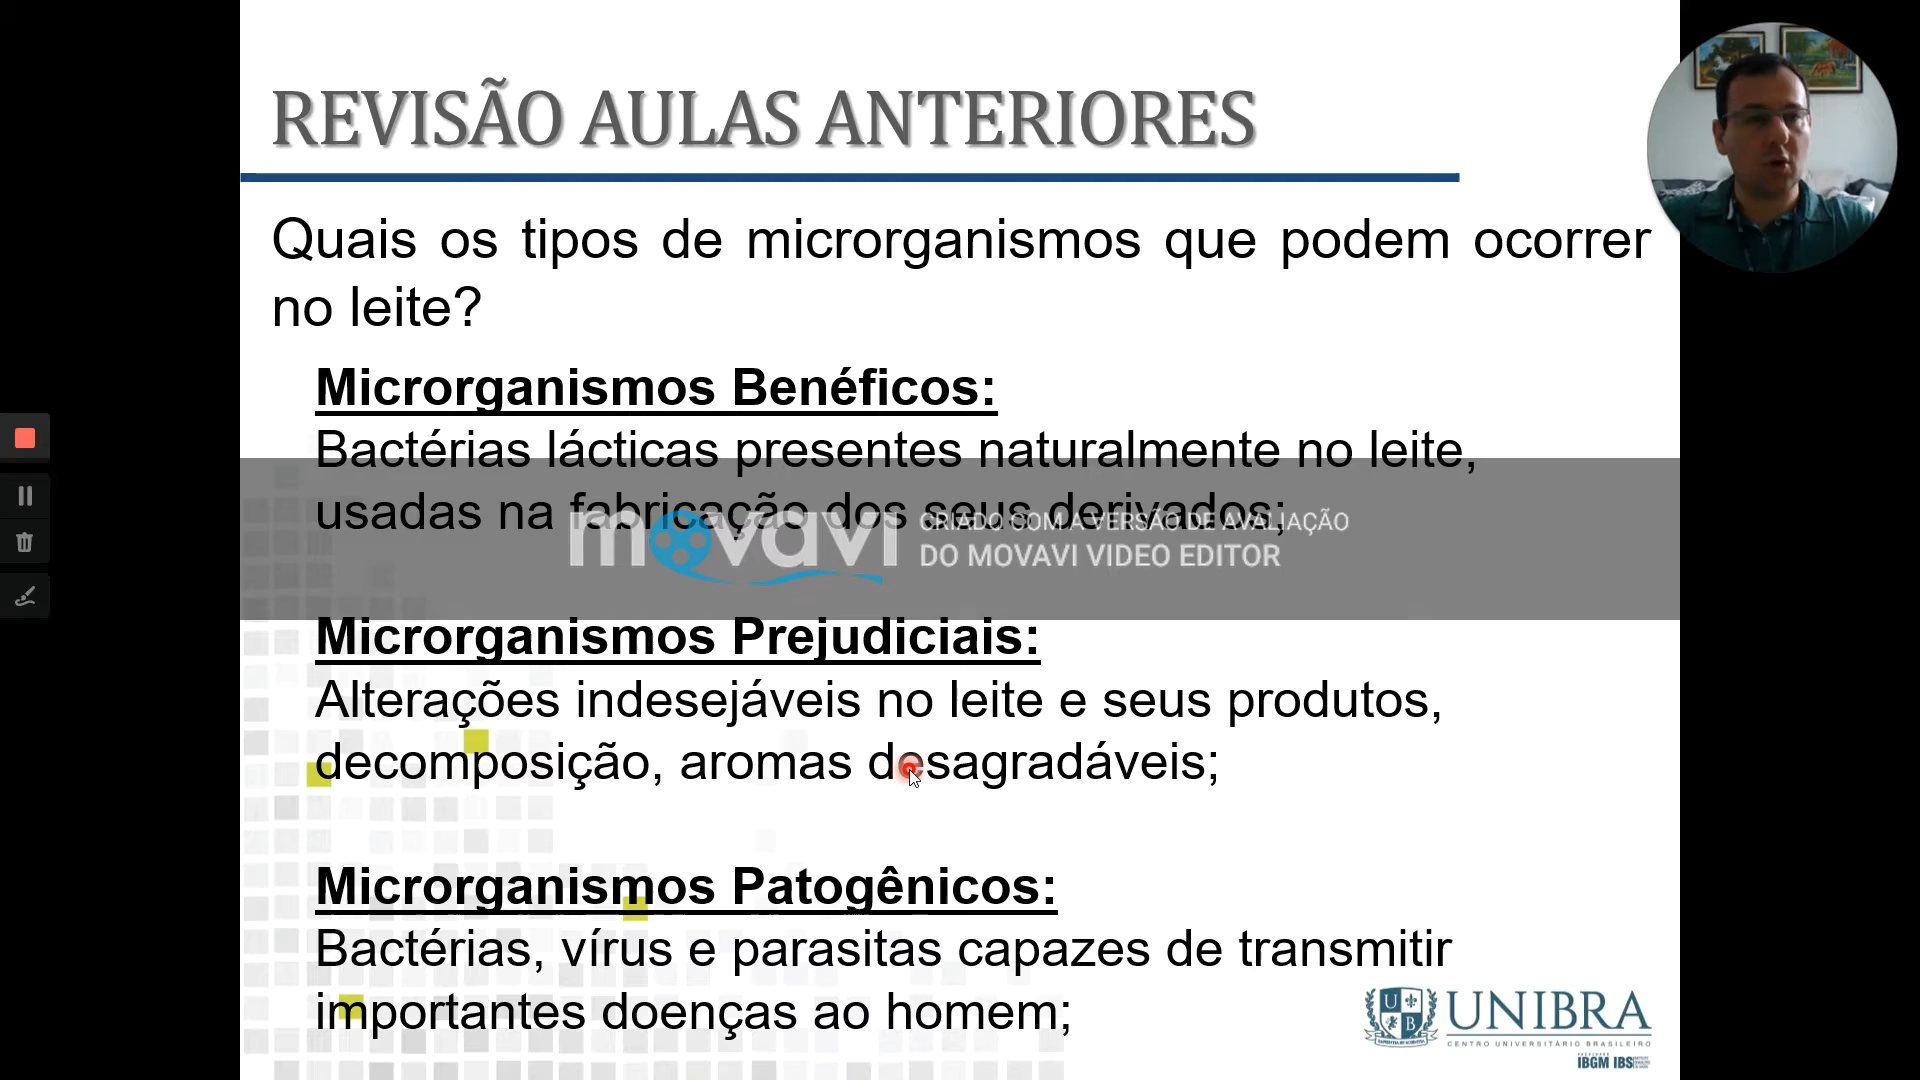 REVISÃO AULAS ANTERIORES
Quais os tipos de microrganismos que podem ocorrer
no leite?
Microrganismos Benéficos:
Bactérias lácticas presentes naturalmente no leite,
usadas na fabricação dos seus derivados;
movavi
CRIADO COM A VERSÃO DE AVALIAÇÃO
DO MOVAVI VIDEO EDITOR
Microrganismos Prejudiciais:
Alterações indesejáveis no leite e seus produtos,
decomposição, aromas desagradáveis;
Microrganismos Patogênicos:
Bactérias, vírus e parasitas capazes de transmitir
importantes doenças ao homem;
U
B
UNIBRA
CENTRO UNIVERSITÁRIO BRASILEIRO
IBGM IBS